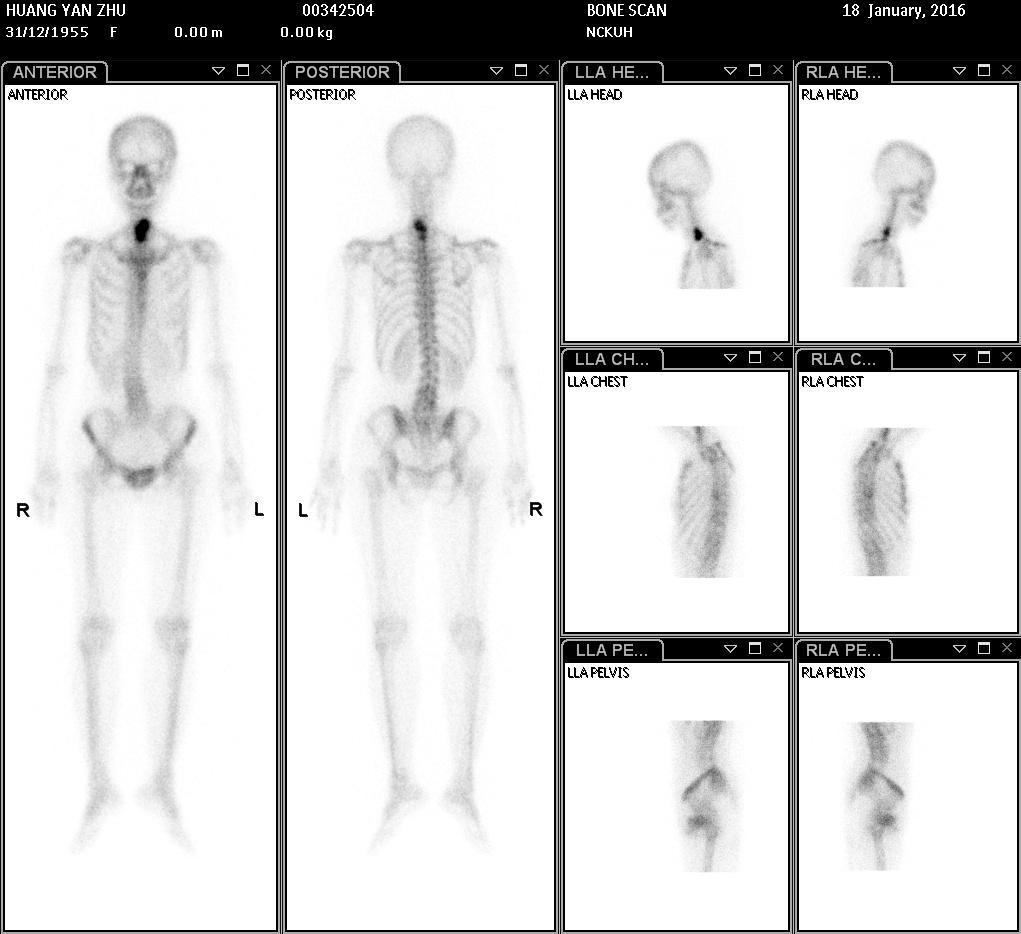 HUANG YAN ZHU 00342504 BONE SCAN 18 January, 2016
31/12/1955 F 0.00 m 0.00 kg NCKUH
ANTERIOR
ANTERIOR
R L
POSTERIOR
POSTERIOR
L R
LLA HE...
LLA HEAD
RLA HE...
RLA HEAD
LLA CH...
LLA CHEST
RLA C...
RLA CHEST
LLA PE...
LLA PELVIS
RLA PE...
RLA PELVIS